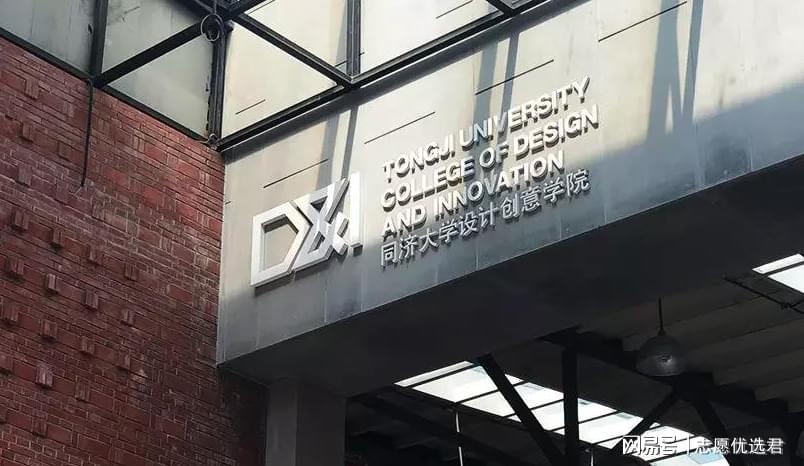 D&I
TONGJI UNIVERSITY
COLLEGE OF DESIGN
AND INNOVATION
同济大学设计创意学院
网易号 | 志愿优选君